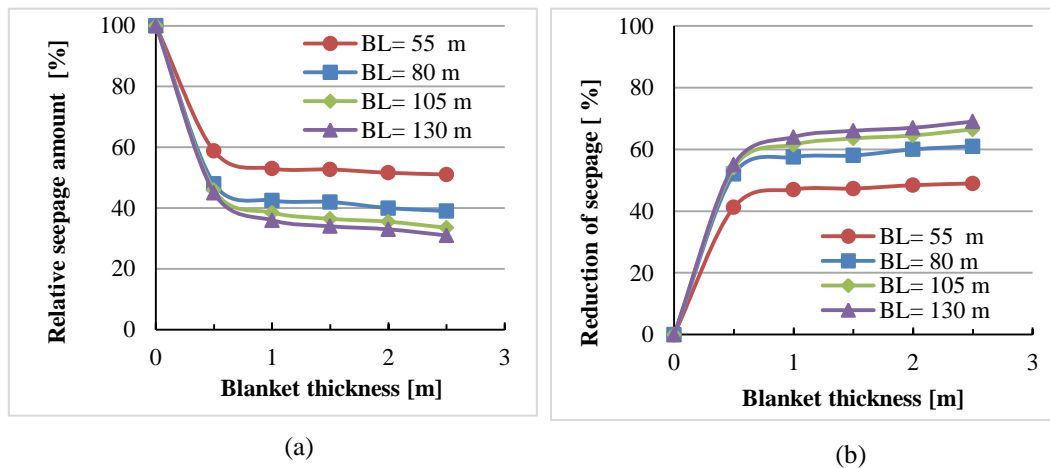 100
80
60
40
20
0
0
1
2
3
Relative seepage amount [%]
Blanket thickness [m]
BL= 55 m
BL= 80 m
BL= 105 m
BL= 130 m
(a)
100
80
60
40
20
0
0
1
2
3
Reduction of seepage [ %]
Blanket thickness [m]
BL= 55 m
BL= 80 m
BL= 105 m
BL= 130 m
(b)